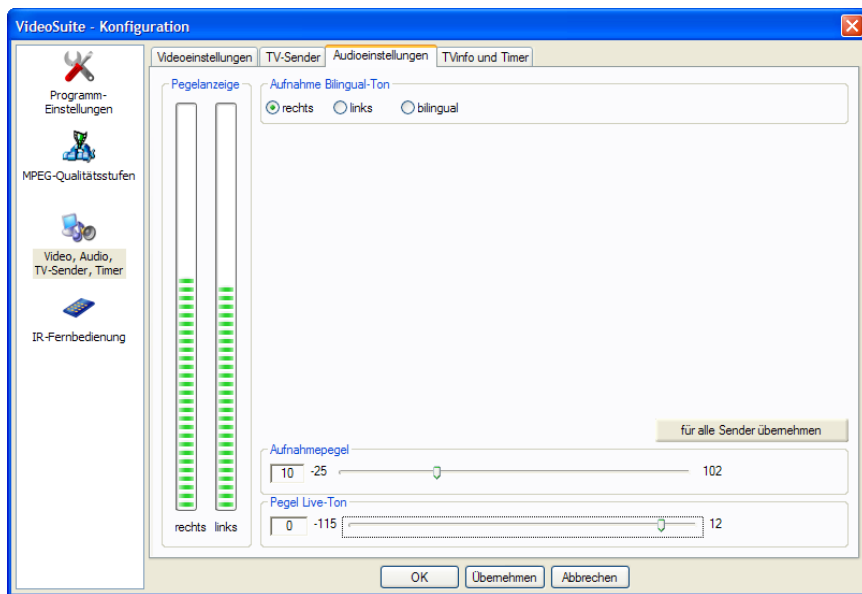 VideoSuite - Konfiguration
Programm-
Einstellungen
MPEG-Qualitätsstufen
Video, Audio,
TV-Sender, Timer
IR-Fernbedienung
Videoeinstellungen TV-Sender Audioeinstellungen TVinfo und Timer
Pegelanzeige
rechts links
Aufnahme Bilingual-Ton
rechts links bilingual
für alle Sender übernehmen
Aufnahmepegel
10 -25 102
Pegel Live-Ton
0 -115 12
OK Übernehmen Abbrechen